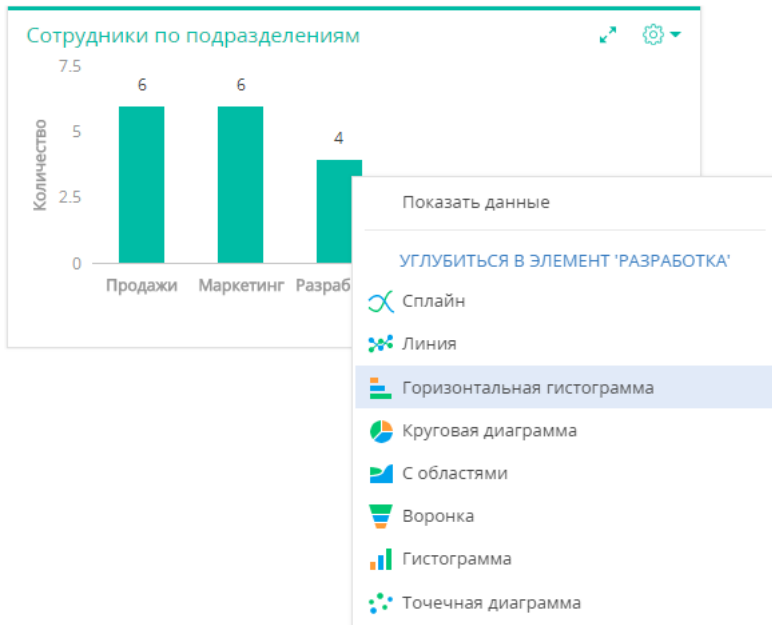 Сотрудники по подразделениям
7.5
6
6
4
5
2.5
0
Количество
Продажи
Маркетинг
Показать данные
УГЛУБИТЬСЯ В ЭЛЕМЕНТ 'РАЗРАБОТКА'
Сплайн
Линия
Горизонтальная гистограмма
Круговая диаграмма
С областями
Воронка
Гистограмма
Точечная диаграмма